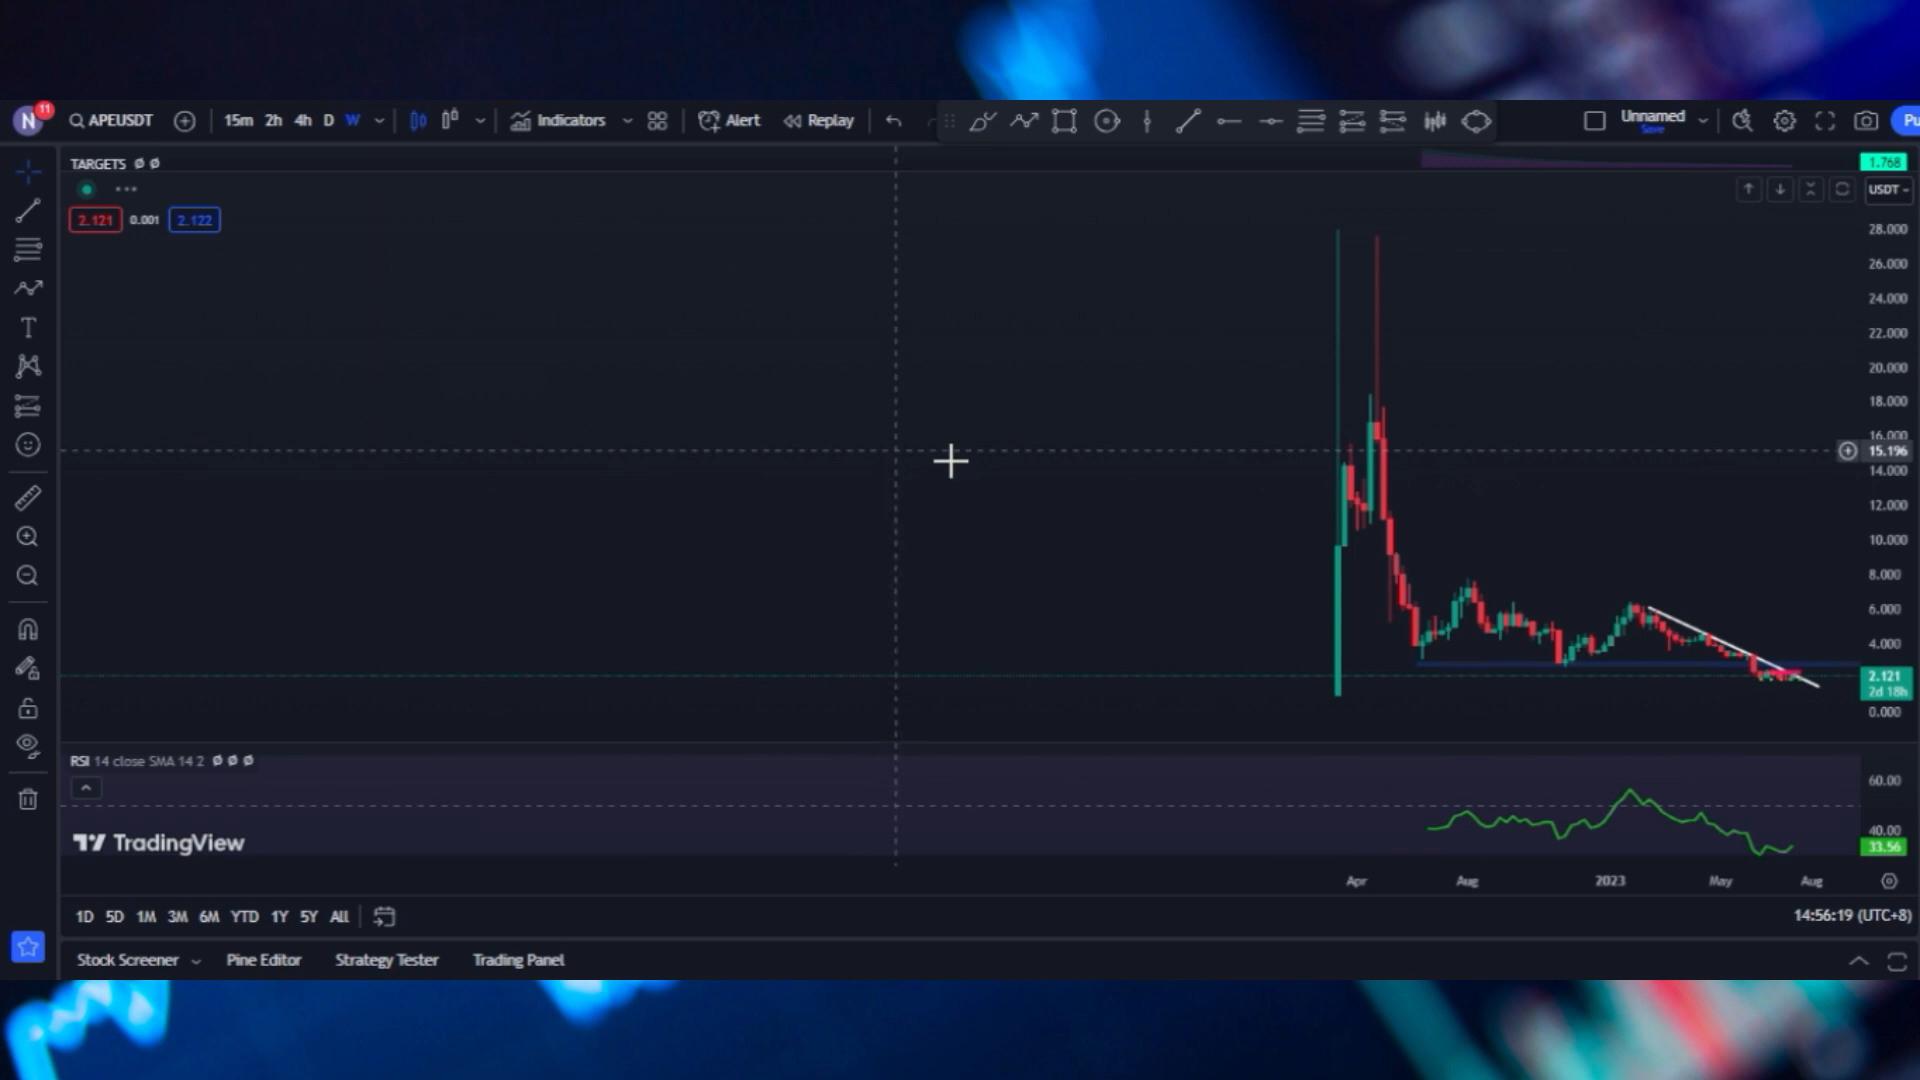 N 11 APEUSDT 15m 2h 4h D W Indicators Alert Replay Unnamed Pu
Save
TARGETS Ø Ø 1.768
USDT
2.121 0.001 2.122
28.000
26.000
24.000
22.000
20.000
18.000
16.000
15.196
14.000
12.000
10.000
8.000
6.000
4.000
2.121
2d 18h
0.000
RSI 14 close SMA 14 2 Ø Ø Ø
60.00
40.00
33.56
TradingView
Apr Aug 2023 May Aug
1D 5D 1M 3M 6M YTD 1Y 5Y All 14:56:19 (UTC+8)
Stock Screener Pine Editor Strategy Tester Trading Panel